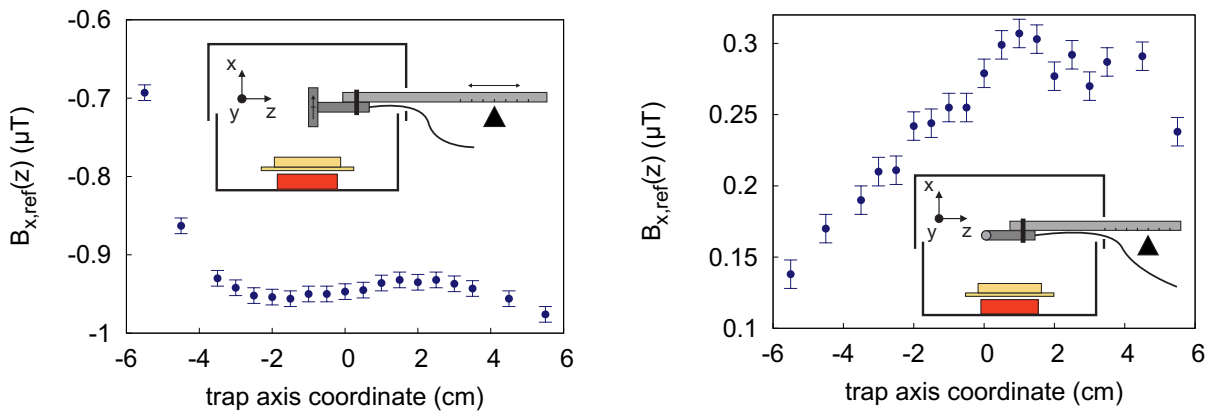 -0.6
-0.7
-0.8
-0.9
-1
B_{x,ref}(z) (μT)
x
y
z
-6 -4 -2 0 2 4 6
trap axis coordinate (cm)
0.3
0.25
0.2
0.15
0.1
B_{x,ref}(z) (μT)
x
y
z
-6 -4 -2 0 2 4 6
trap axis coordinate (cm)